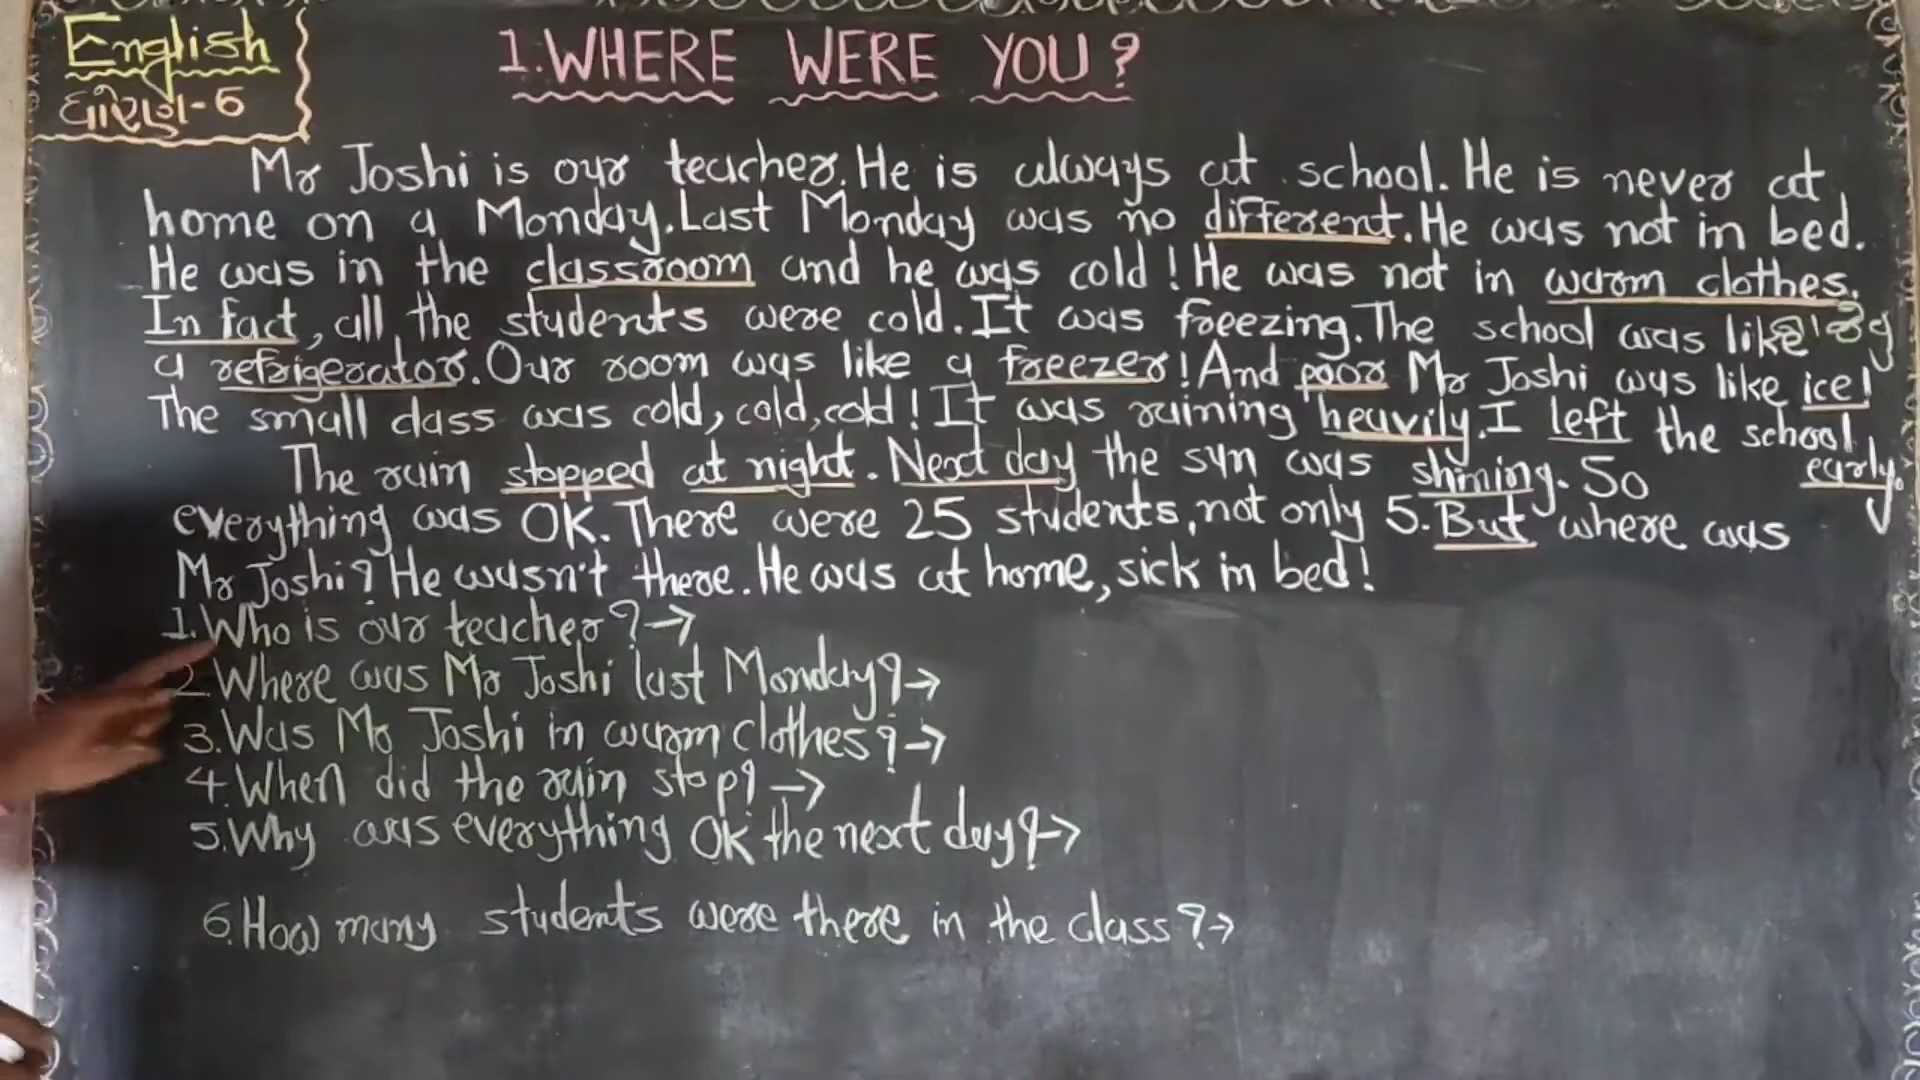 English
ધોરણ-6
1.WHERE WERE YOU?
Mr Joshi is our teacher. He is always at school. He is never at
home on a Monday. Last Monday was no different. He was not in bed.
He was in the classroom and he was cold! He was not in warm clothes.
In fact, all the students were cold. It was freezing. The school was like
a refrigerator. Our room was like a freezer! And poor Mr Joshi was like ice!
The small class was cold, cold, cold! It was raining heavily. I left the school
early.
The rain stopped at night. Next day the sun was shining. So
everything was OK. There were 25 students, not only 5. But where was
Mr Joshi? He wasn't there. He was at home, sick in bed!
1. Who is our teacher? →
2. Where was Mr Joshi last Monday? →
3. Was Mr Joshi in warm clothes? →
4. When did the rain stop? →
5. Why was everything OK the next day? →
6. How many students were there in the class? →